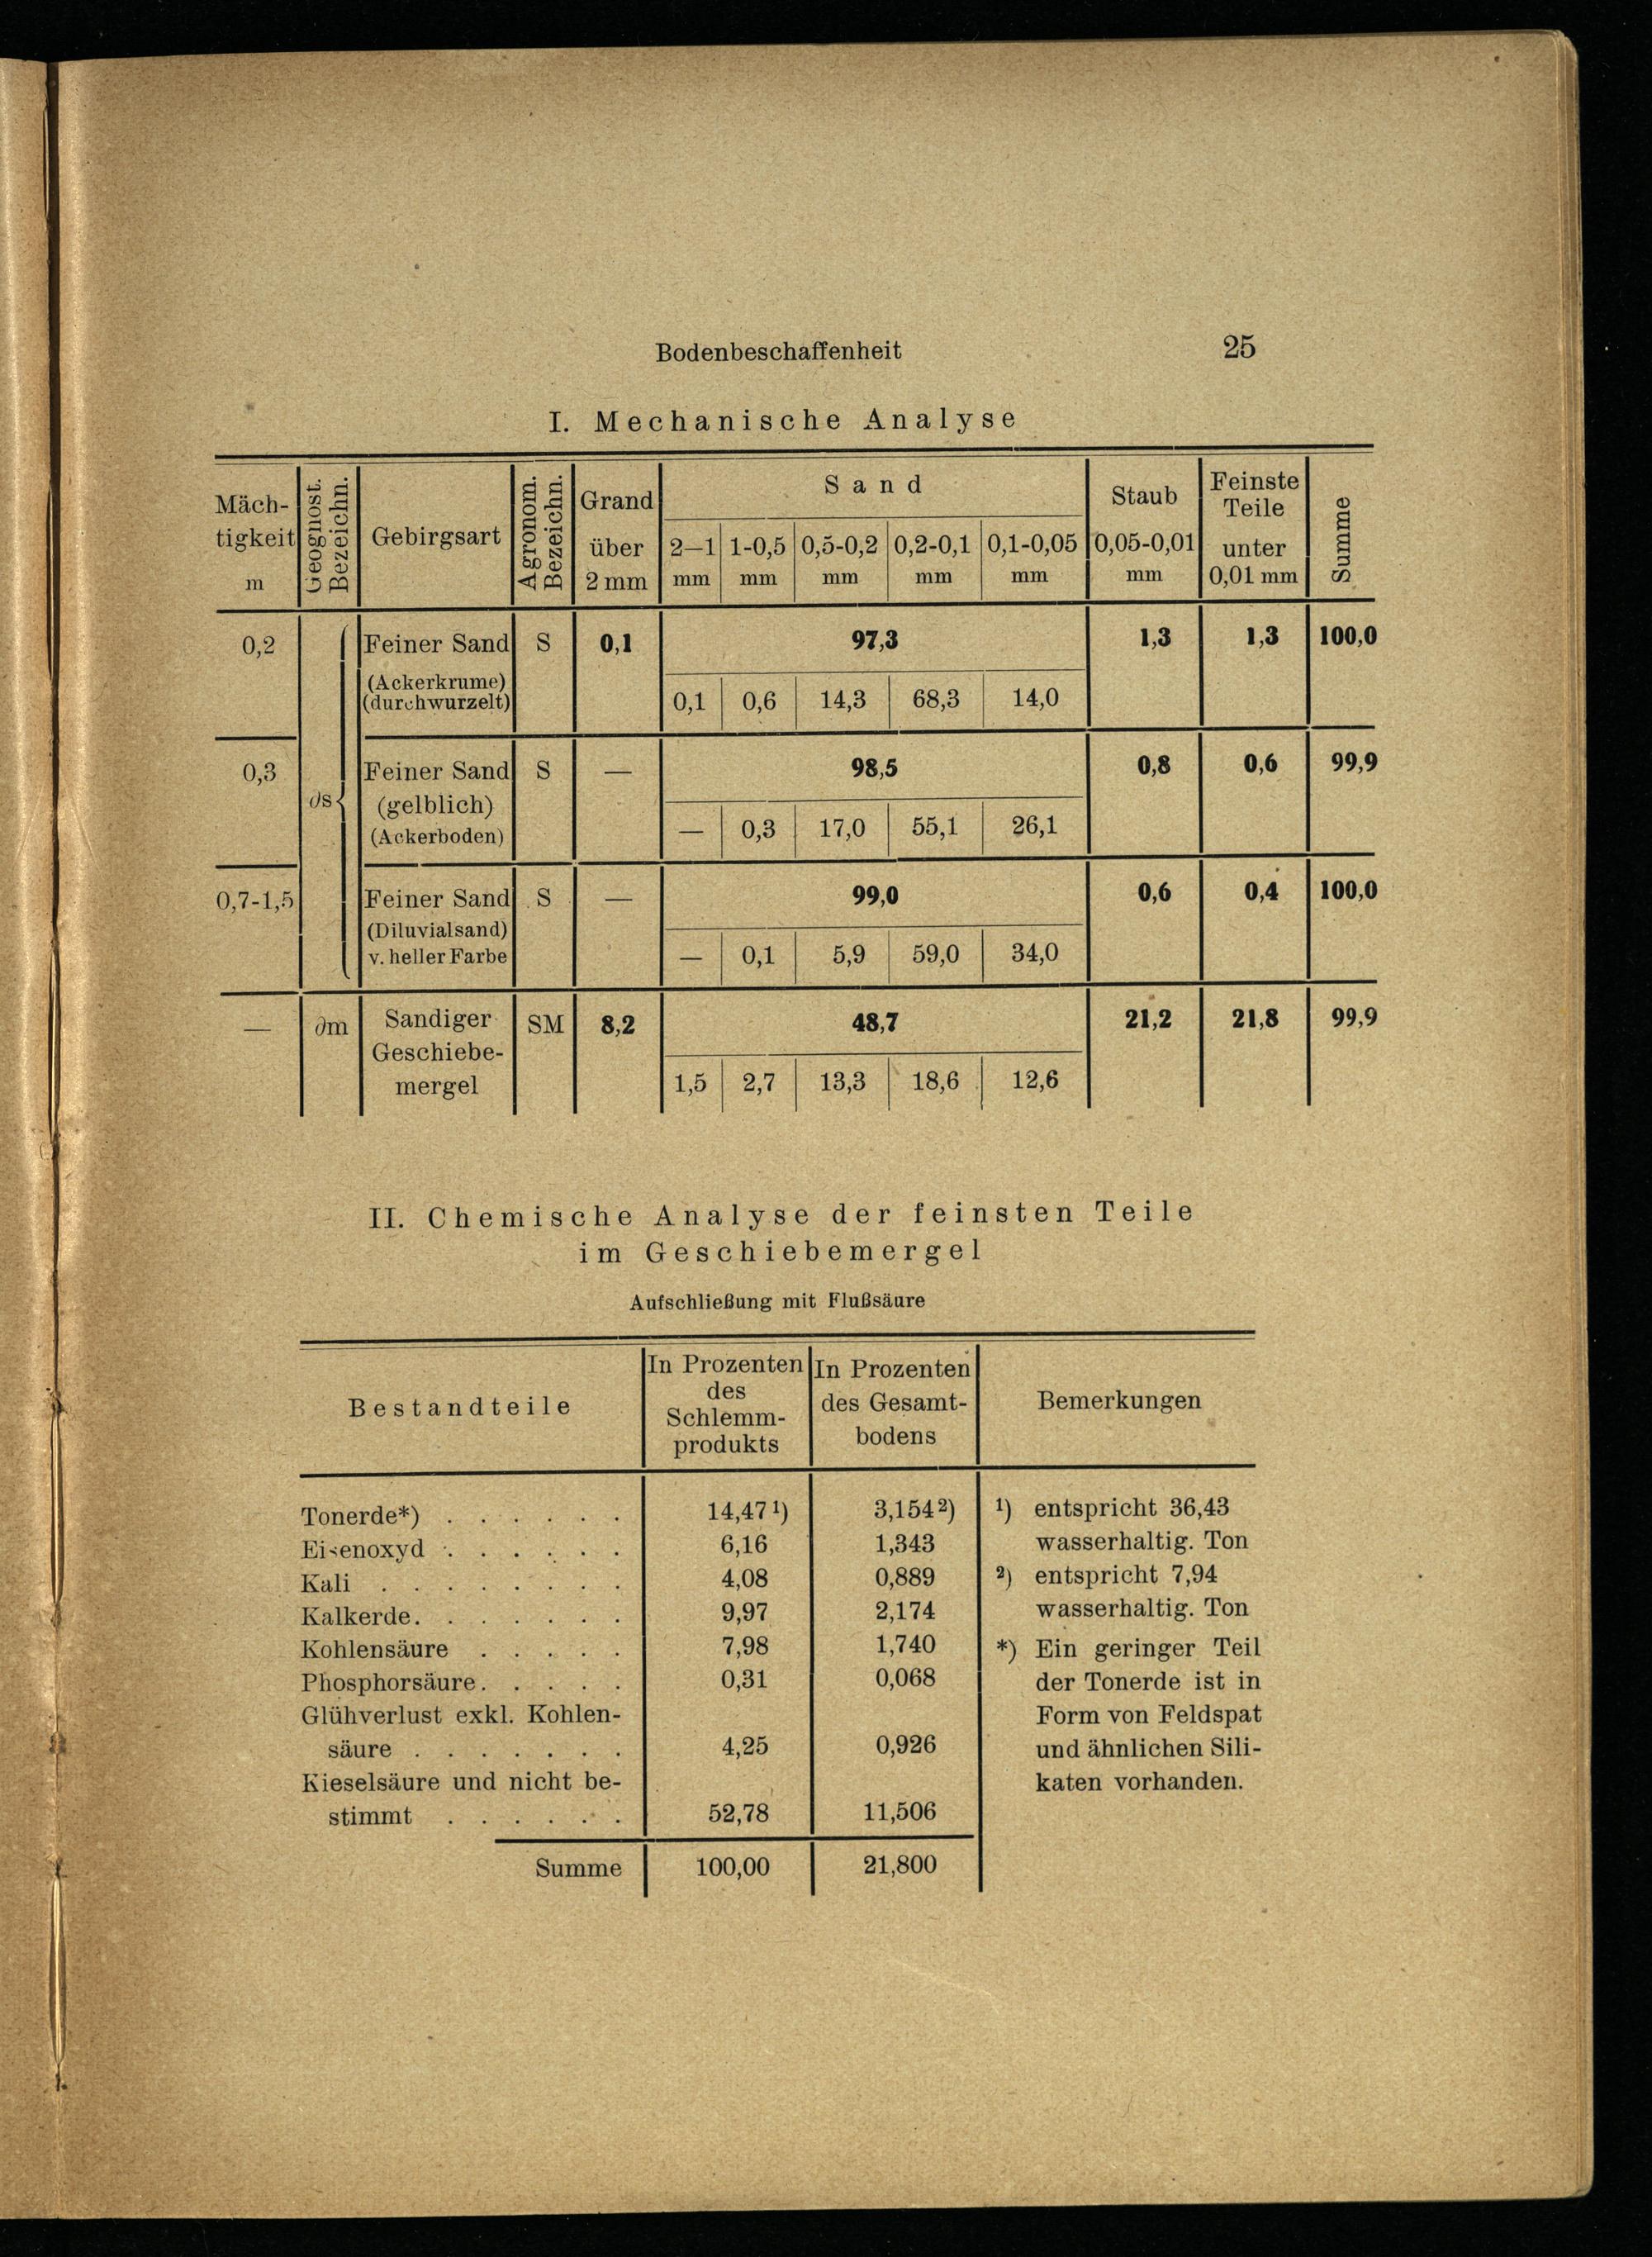 Bodenbeschaffenheit 25
I. Mechanische Analyse
Mäch-
tigkeit
m
Geognost.
Bezeichn.
Gebirgsart
Agronom.
Bezeichn.
Grand
über
2 mm
Sand
2—1 1-0,5 0,5-0,2 0,2-0,1 0,1-0,05
mm mm mm mm mm
Staub
0,05-0,01
mm
Feinste
Teile
unter
0,01 mm
Summe
0,2 Feiner Sand S 0,1 97,3 1,3 1,3 100,0
(Ackerkrume)
(durchwurzelt)
0,1 0,6 14,3 68,3 14,0
0,3 Feiner Sand S — 98,5 0,8 0,6 99,9
∂s
(gelblich)
(Ackerboden)
— 0,3 17,0 55,1 26,1
0,7-1,5 Feiner Sand S — 99,0 0,6 0,4 100,0
(Diluvialsand)
v. heller Farbe
— 0,1 5,9 59,0 34,0
— ∂m Sandiger SM 8,2 48,7 21,2 21,8 99,9
Geschiebe-
mergel
1,5 2,7 13,3 18,6 12,6
II. Chemische Analyse der feinsten Teile
im Geschiebemergel
Aufschließung mit Flußsäure
Bestandteile
In Prozenten
des
Schlemm-
produkts
In Prozenten
des Gesamt-
bodens
Bemerkungen
Tonerde*) . . . . . . 14,47 ¹) 3,154 ²)
Eisenoxyd . . . . . . 6,16 1,343
Kali . . . . . . . . 4,08 0,889
Kalkerde. . . . . . . 9,97 2,174
Kohlensäure . . . . . 7,98 1,740
Phosphorsäure. . . . . 0,31 0,068
Glühverlust exkl. Kohlen-
säure . . . . . . . 4,25 0,926
Kieselsäure und nicht be-
stimmt . . . . . . 52,78 11,506
Summe 100,00 21,800
¹) entspricht 36,43
wasserhaltig. Ton
²) entspricht 7,94
wasserhaltig. Ton
*) Ein geringer Teil
der Tonerde ist in
Form von Feldspat
und ähnlichen Sili-
katen vorhanden.